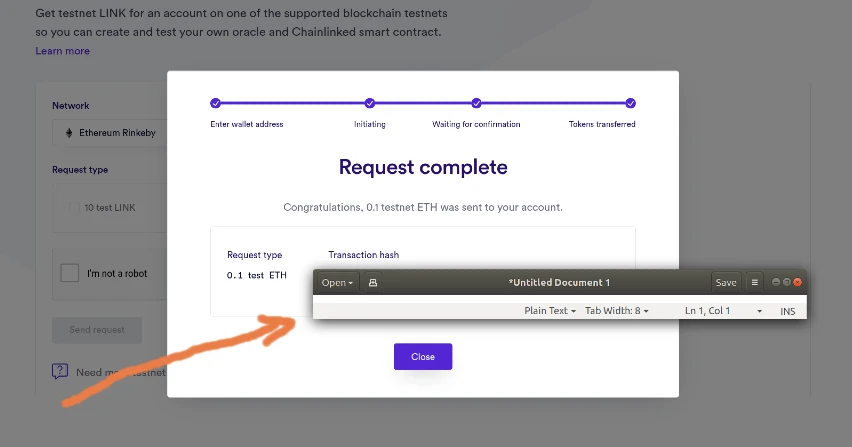 Get testnet LINK for an account on one of the supported blockchain testnets
so you can create and test your own oracle and Chainlinked smart contract.
Learn more
Network
Ethereum Rinkeby
Request type
10 test LINK
I'm not a robot
Send request
Enter wallet address
Initiating
Waiting for confirmation
Tokens transferred
Request complete
Congratulations, 0.1 testnet ETH was sent to your account.
Request type
Transaction hash
0.1 test ETH
Open
*Untitled Document 1
Save
Plain Text
Tab Width: 8
Ln 1, Col 1
INS
Close